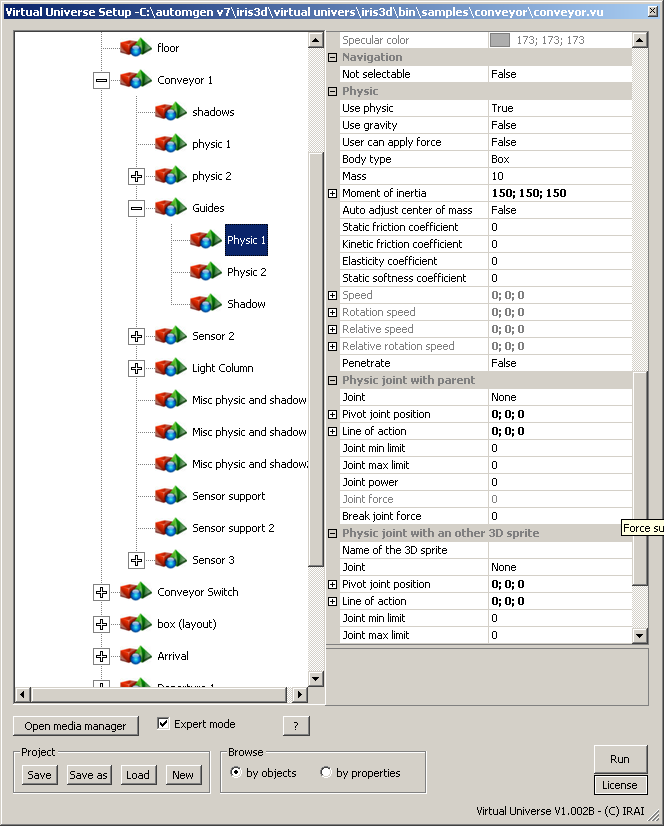 Virtual Universe Setup -C:\automgen v7\iris3d\virtual univers\iris3d\bin\samples\conveyor\conveyor.vu
floor
Conveyor 1
shadows
physic 1
physic 2
Guides
Physic 1
Physic 2
Shadow
Sensor 2
Light Column
Misc physic and shadow
Misc physic and shadow
Misc physic and shadow
Sensor support
Sensor support 2
Sensor 3
Conveyor Switch
box (layout)
Arrival
Departure 1
Specular color 173; 173; 173
Navigation
Not selectable False
Physic
Use physic True
Use gravity False
User can apply force False
Body type Box
Mass 10
Moment of inertia 150; 150; 150
Auto adjust center of mass False
Static friction coefficient 0
Kinetic friction coefficient 0
Elasticity coefficient 0
Static softness coefficient 0
Speed 0; 0; 0
Rotation speed 0; 0; 0
Relative speed 0; 0; 0
Relative rotation speed 0; 0; 0
Penetrate False
Physic joint with parent
Joint None
Pivot joint position 0; 0; 0
Line of action 0; 0; 0
Joint min limit 0
Joint max limit 0
Joint power 0
Joint force 0
Break joint force 0
Force su
Physic joint with an other 3D sprite
Name of the 3D sprite
Joint None
Pivot joint position 0; 0; 0
Line of action 0; 0; 0
Joint min limit 0
Joint max limit 0
Open media manager
Expert mode
?
Project
Save
Save as
Load
New
Browse
by objects
by properties
Run
License
Virtual Universe V1.002B - (C) IRAI